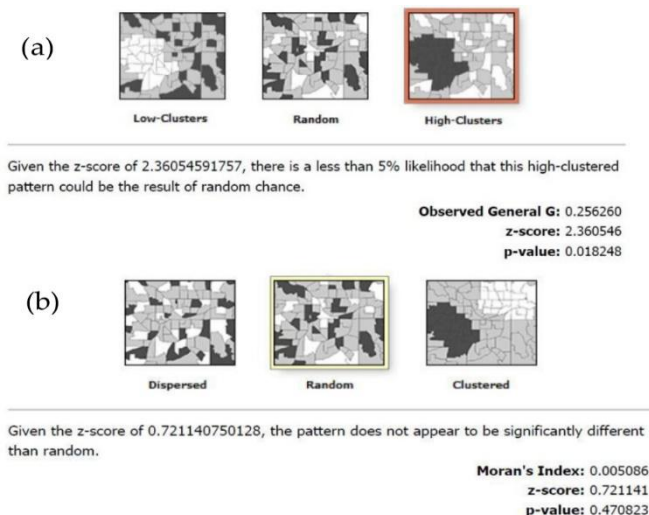 (a)
Low-Clusters Random High-Clusters
Given the z-score of 2.36054591757, there is a less than 5% likelihood that this high-clustered
pattern could be the result of random chance.
Observed General G: 0.256260
z-score: 2.360546
p-value: 0.018248
(b)
Dispersed Random Clustered
Given the z-score of 0.721140750128, the pattern does not appear to be significantly different
than random.
Moran's Index: 0.005086
z-score: 0.721141
p-value: 0.470823